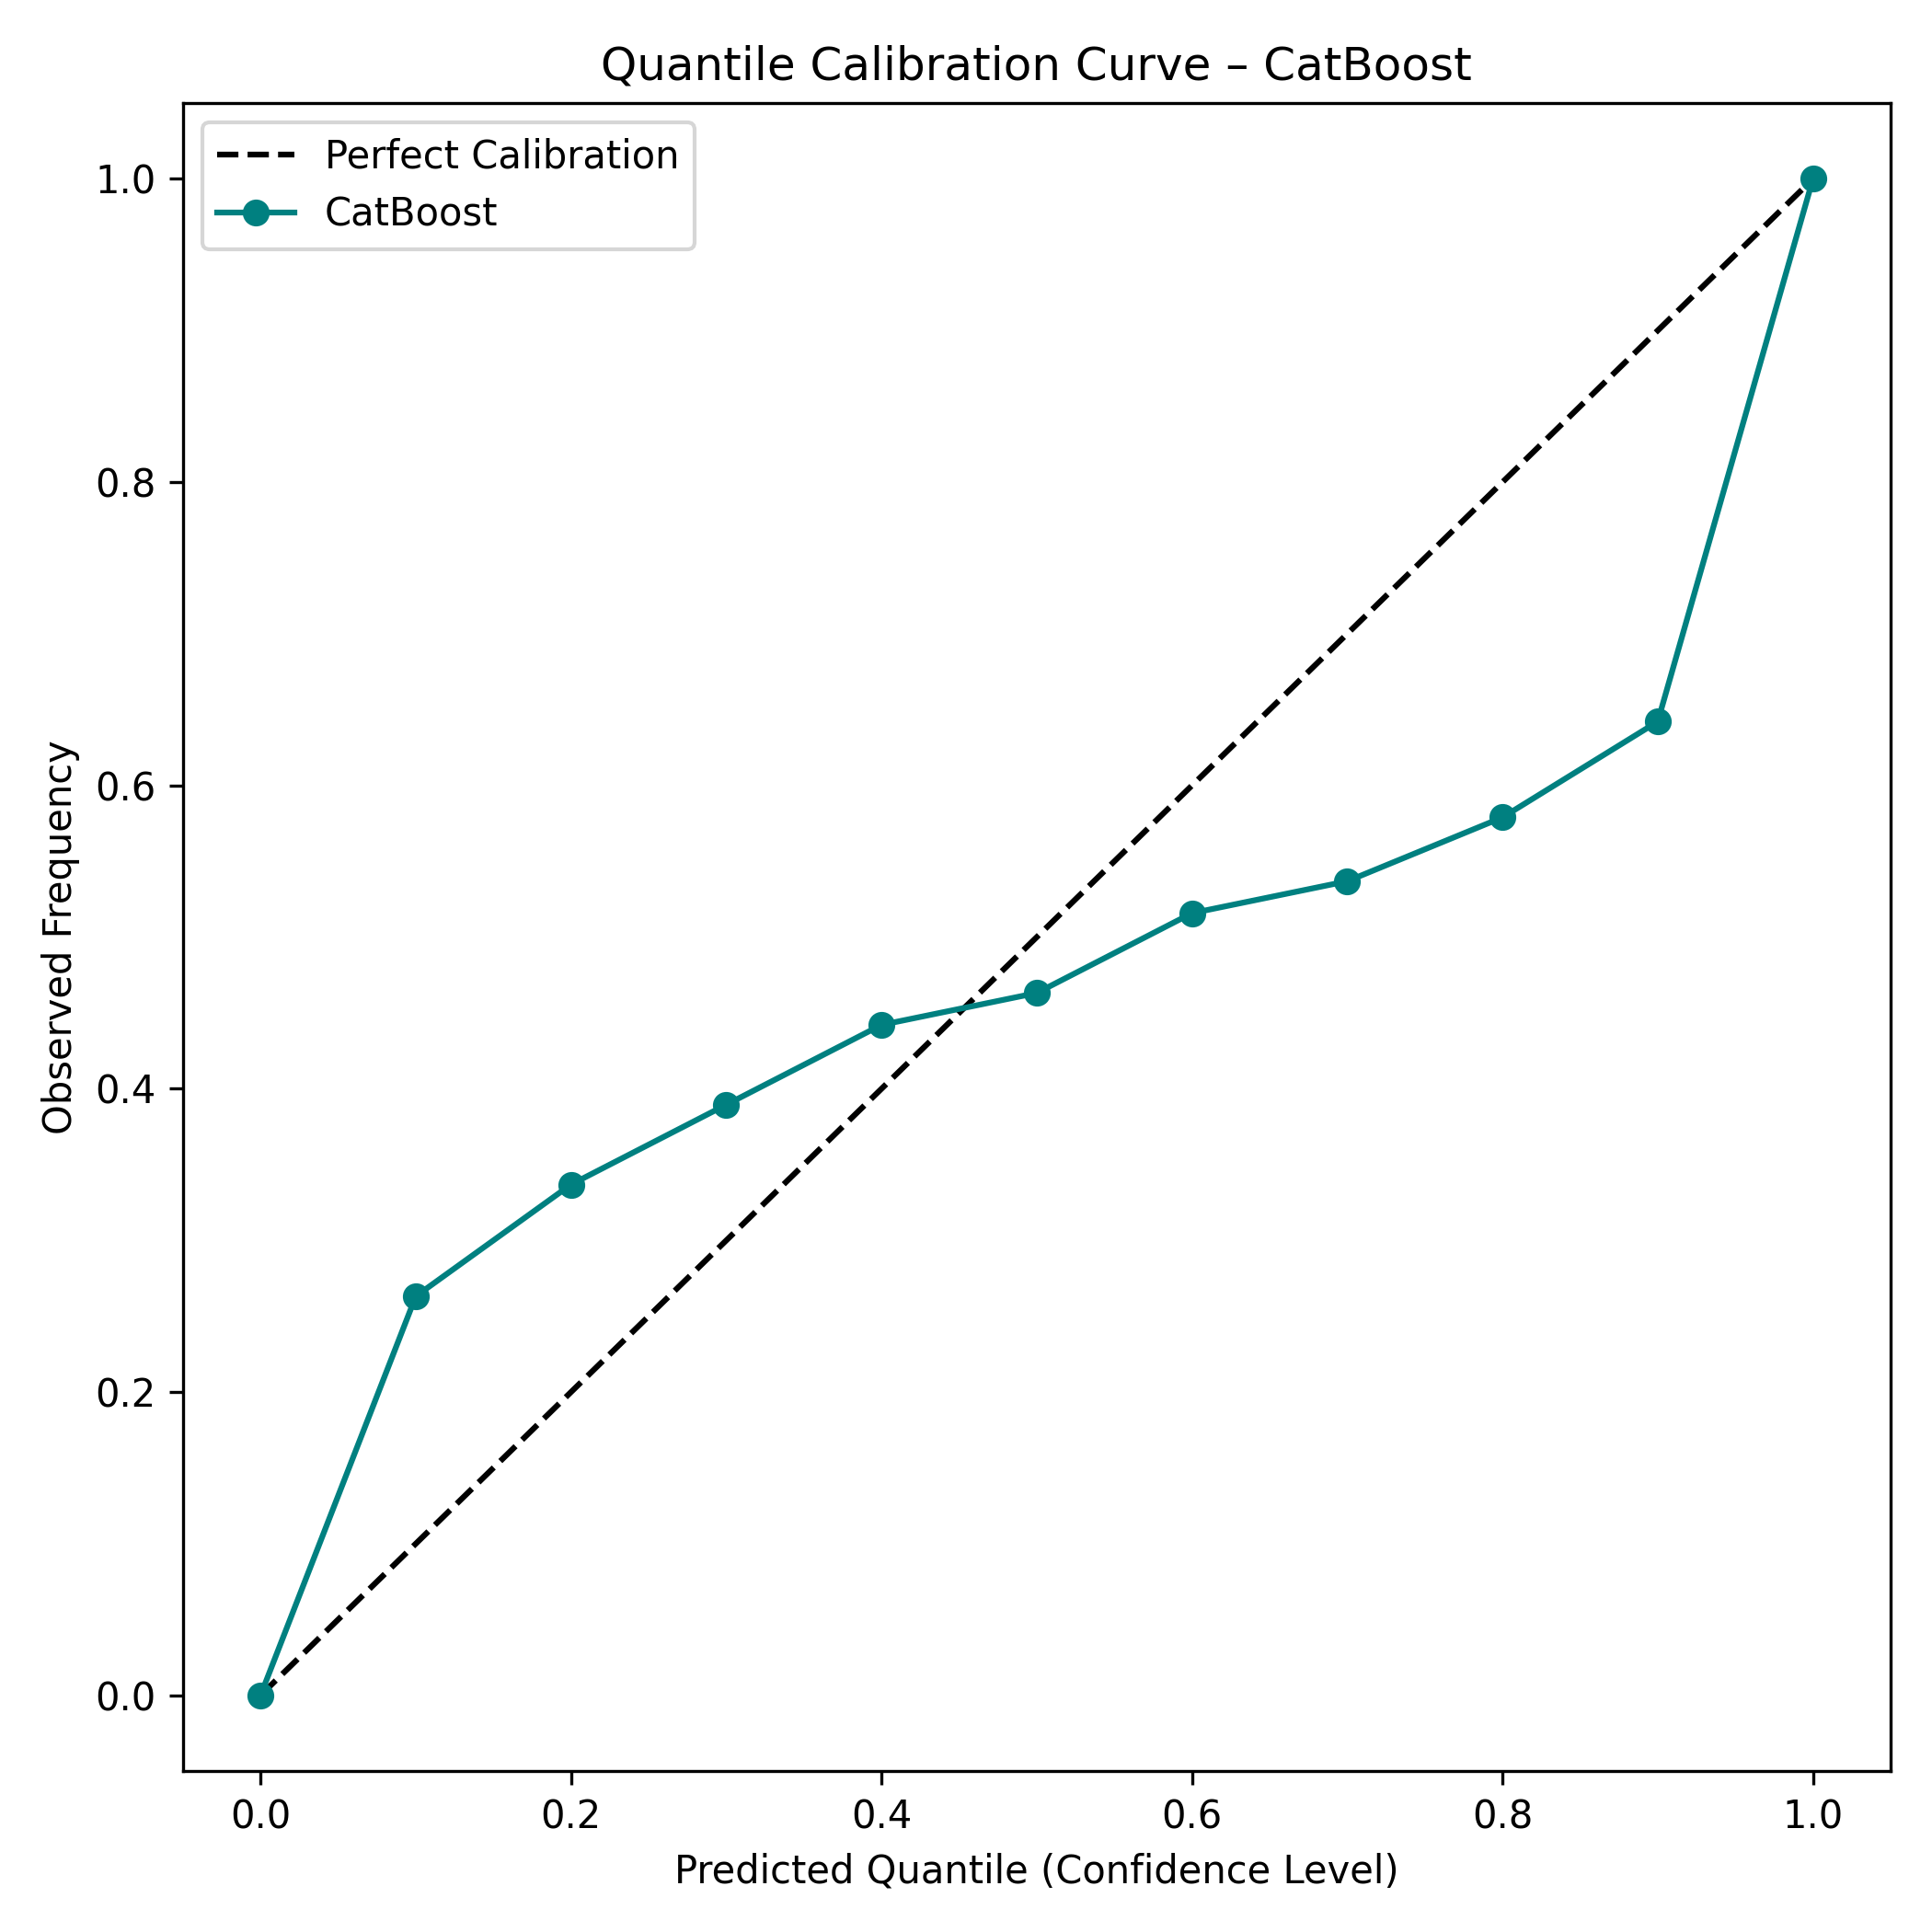 Quantile Calibration Curve – CatBoost
Perfect Calibration
CatBoost
Observed Frequency
1.0
0.8
0.6
0.4
0.2
0.0
0.0 0.2 0.4 0.6 0.8 1.0
Predicted Quantile (Confidence Level)